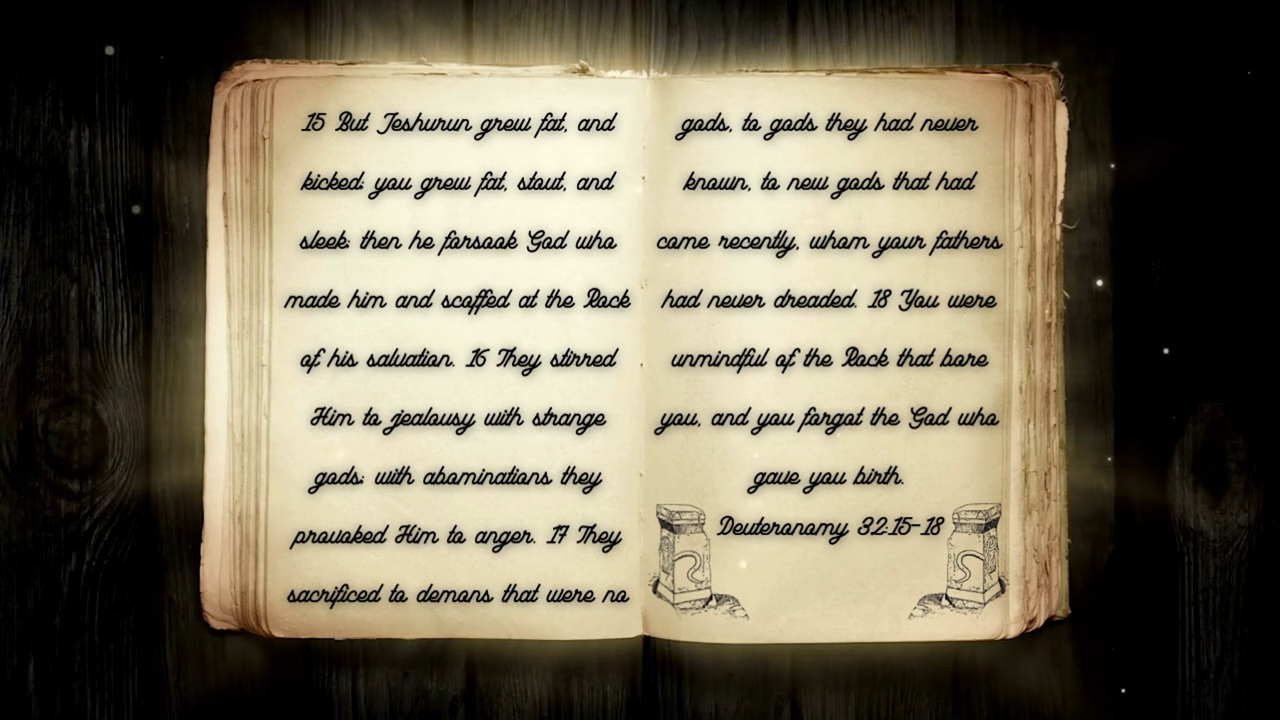 15 But Jeshurun grew fat, and
kicked; you grew fat, stout, and
sleek; then he forsook God who
made him and scoffed at the Rock
of his salvation. 16 They stirred
Him to jealousy with strange
gods; with abominations they
provoked Him to anger. 17 They
sacrificed to demons that were no
gods, to gods they had never
known, to new gods that had
come recently, whom your fathers
had never dreaded. 18 You were
unmindful of the Rock that bore
you, and you forgot the God who
gave you birth.
Deuteronomy 32:15-18